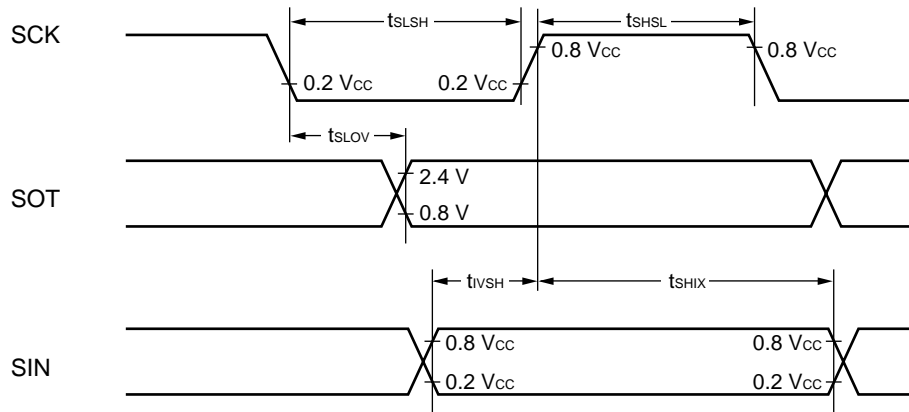 tSLSH
tSHSL
SCK
0.8 VCC
0.8 VCC
0.2 VCC
0.2 VCC
tSLOV
SOT
2.4 V
0.8 V
tIVSH
tSHIX
0.8 VCC
0.8 VCC
SIN
0.2 VCC
0.2 VCC